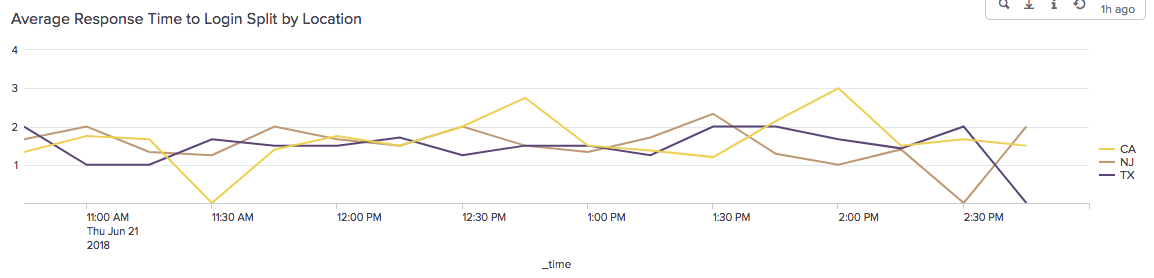 Average Response Time to Login Split by Location
1h ago
4
3
2
1
CA
NJ
TX
11:00 AM
Thu Jun 21
2018
11:30 AM
12:00 PM
12:30 PM
1:00 PM
1:30 PM
2:00 PM
2:30 PM
_time